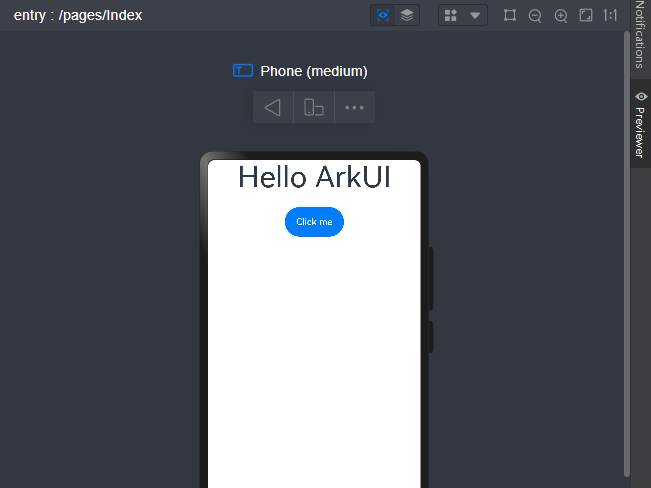 entry : /pages/Index
1:1
Notifications
Previewer
Phone (medium)
Hello ArkUI
Click me